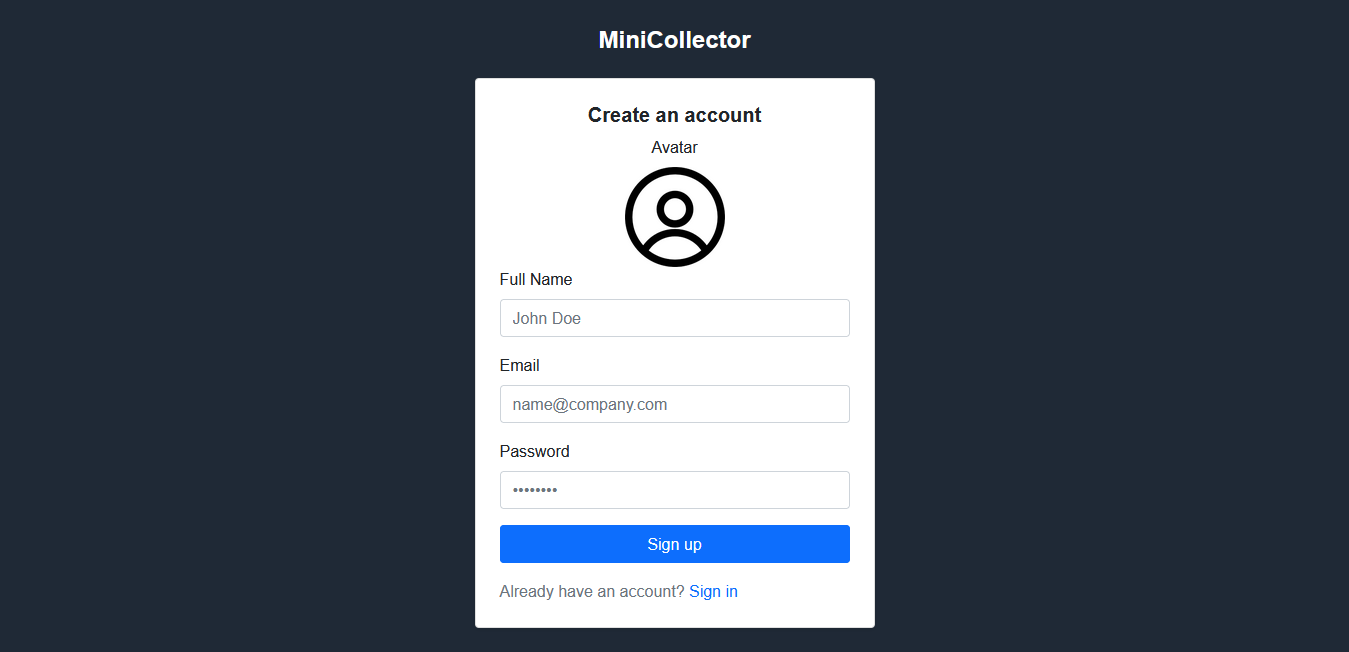 MiniCollector
Create an account
Avatar
Full Name
John Doe
Email
name@company.com
Password
••••••••
Sign up
Already have an account? Sign in